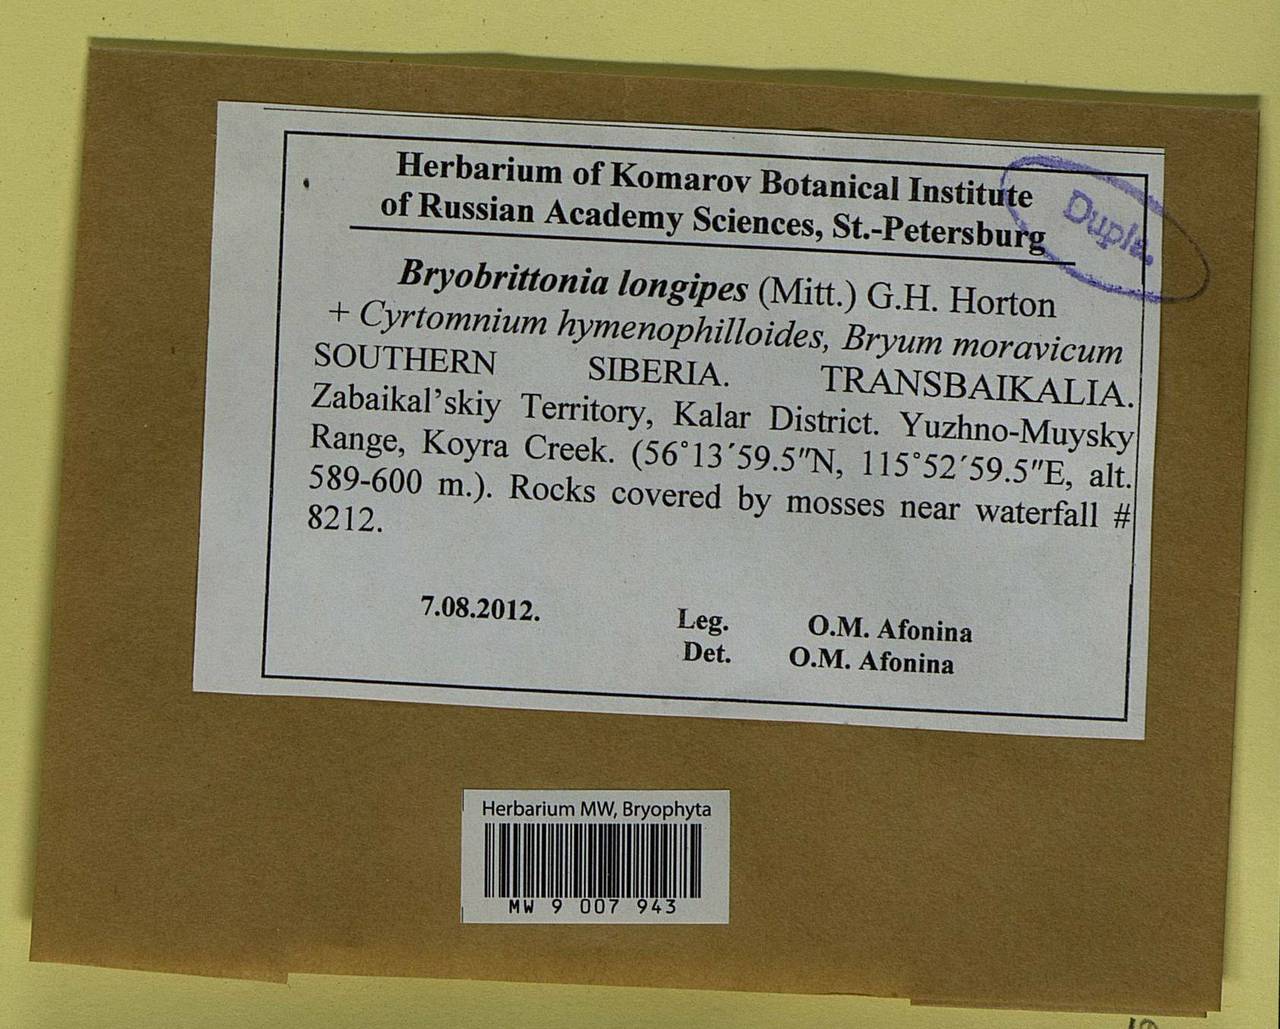 Herbarium of Komarov Botanical Institute
of Russian Academy Sciences, St.-Petersburg
Dupla.
Bryobrittonia longipes (Mitt.) G.H. Horton
+ Cyrtomnium hymenophilloides, Bryum moravicum
SOUTHERN SIBERIA. TRANSBAIKALIA.
Zabaikal’skiy Territory, Kalar District. Yuzhno-Muysky
Range, Koyra Creek. (56°13´59.5″N, 115°52´59.5″E, alt.
589-600 m.). Rocks covered by mosses near waterfall #
8212.
7.08.2012.
Leg. O.M. Afonina
Det. O.M. Afonina
Herbarium MW, Bryophyta
MW 9 007 943